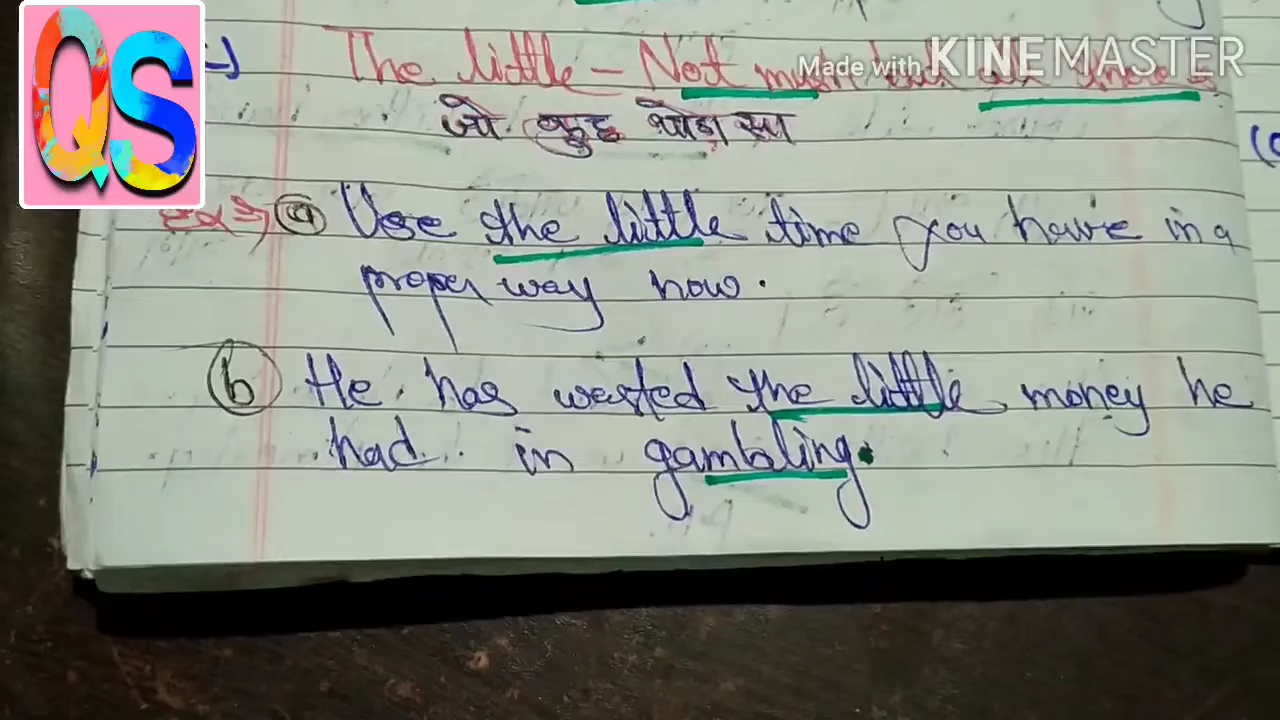 QS
Made with KINEMASTER
The little - Not much but all there is
जो कुछ थोड़ा सा
Ex⇒ (a) Use the little time you have in a
proper way now.
(b) He has wasted the little money he
had in gambling.